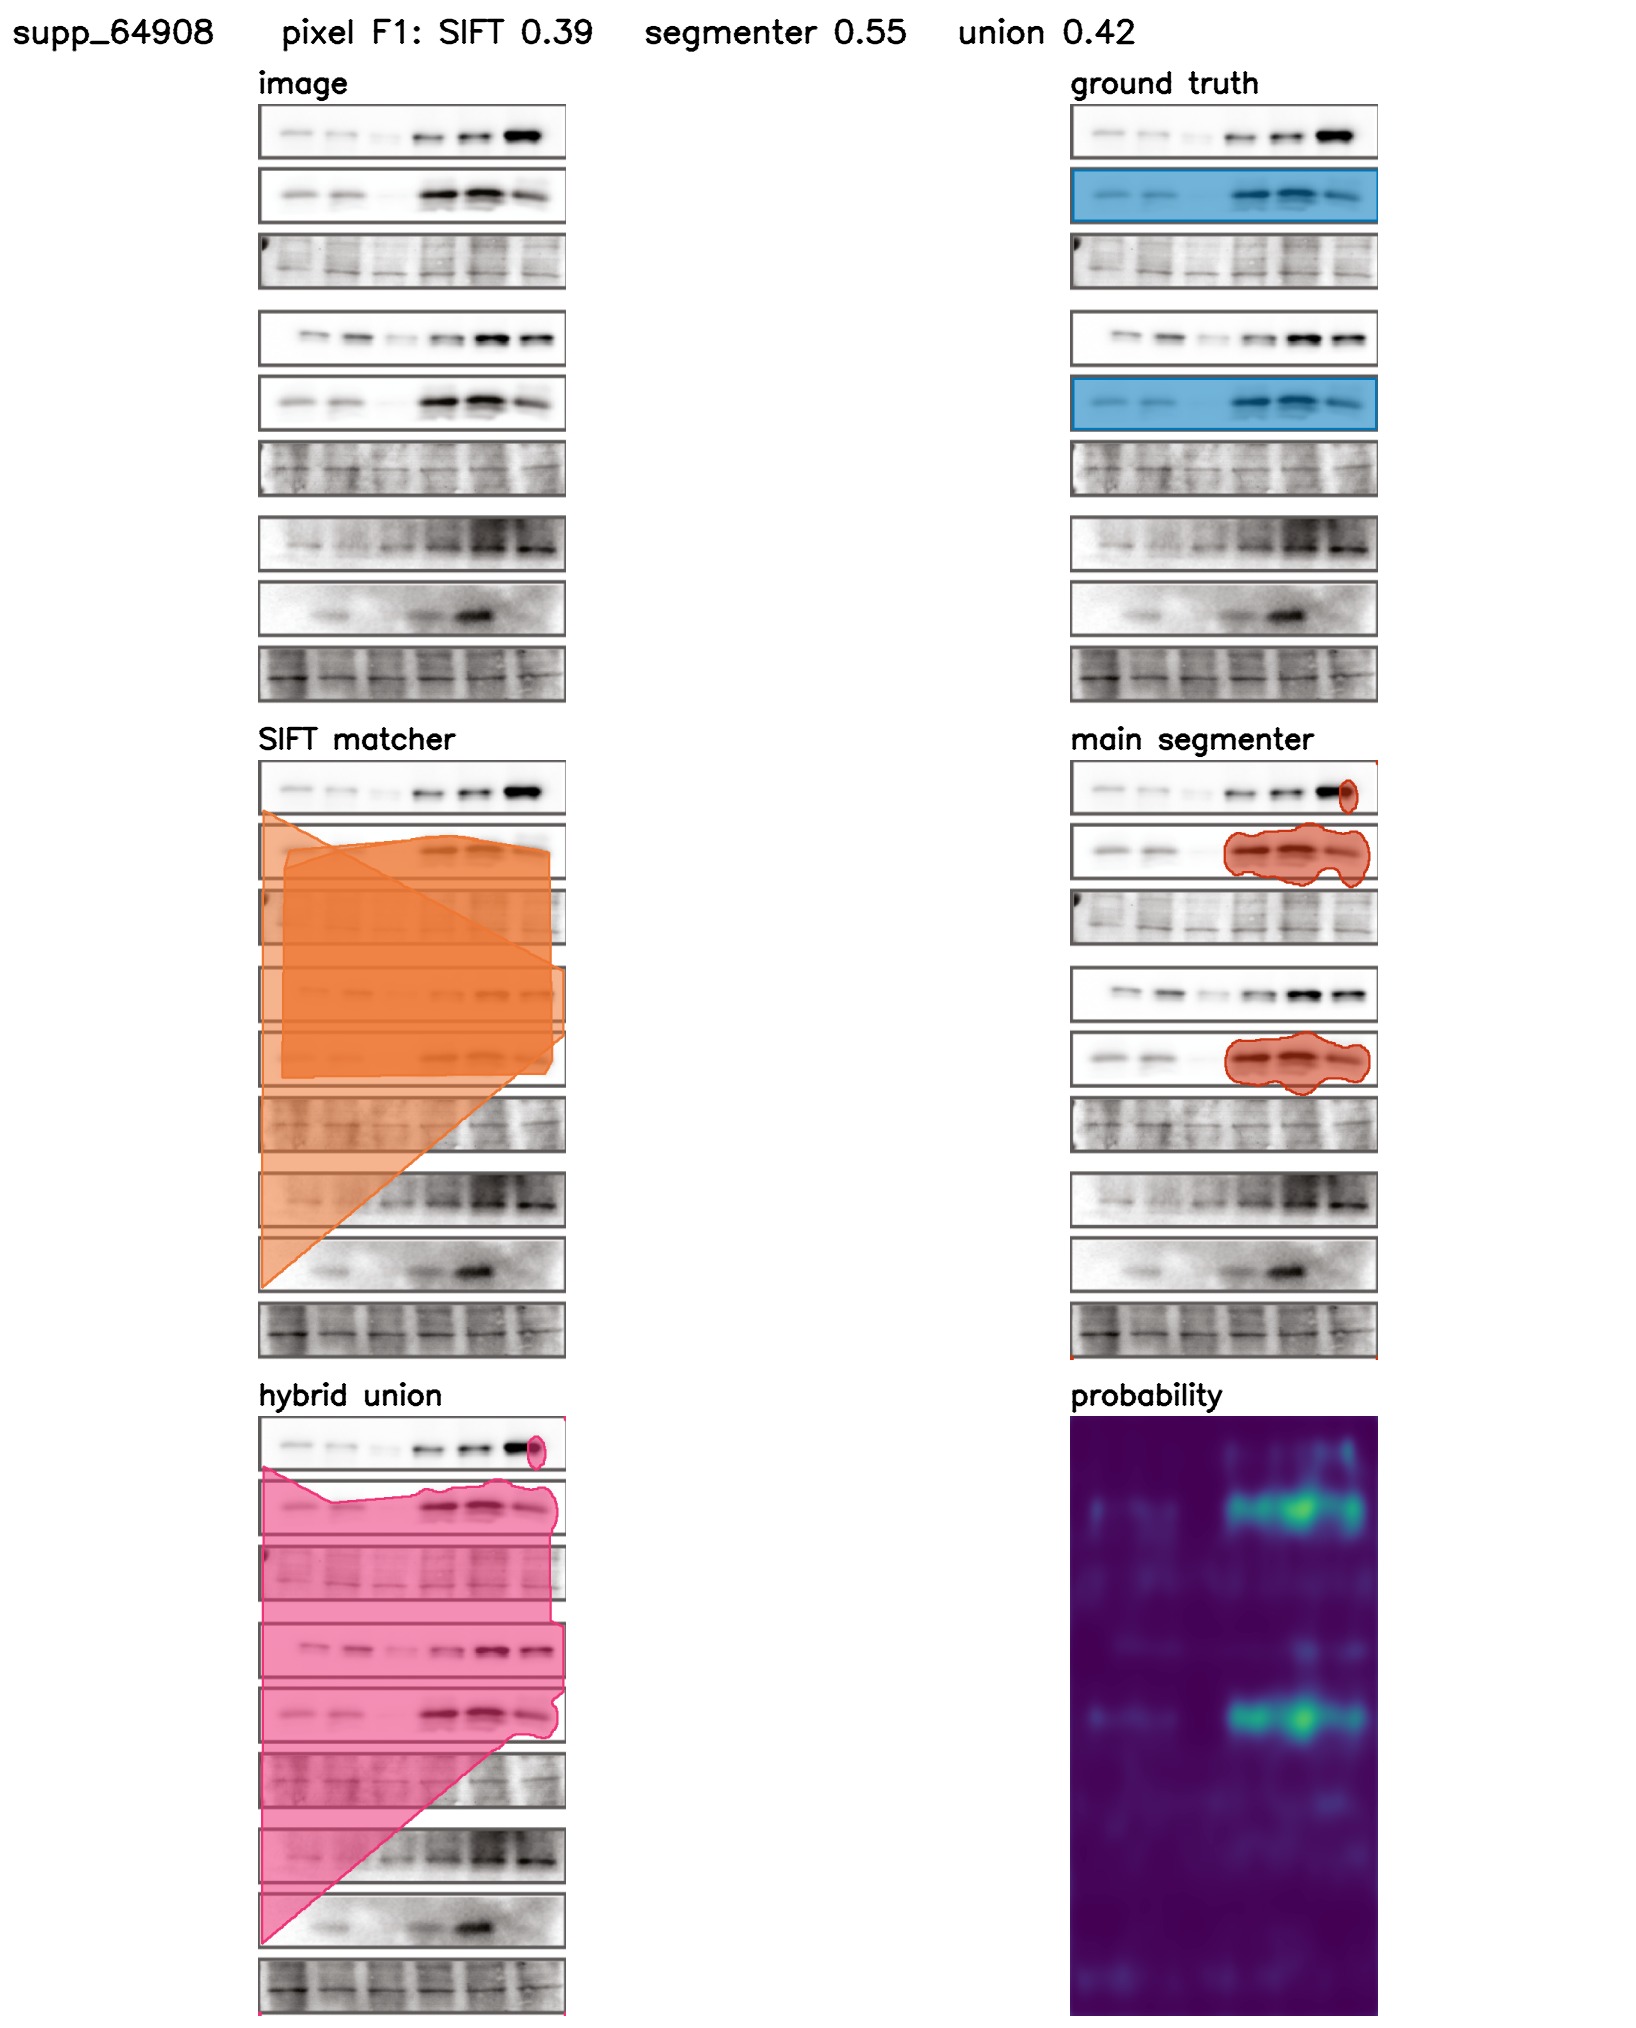 supp_64908 pixel F1: SIFT 0.39 segmenter 0.55 union 0.42
image ground truth
SIFT matcher main segmenter
hybrid union probability